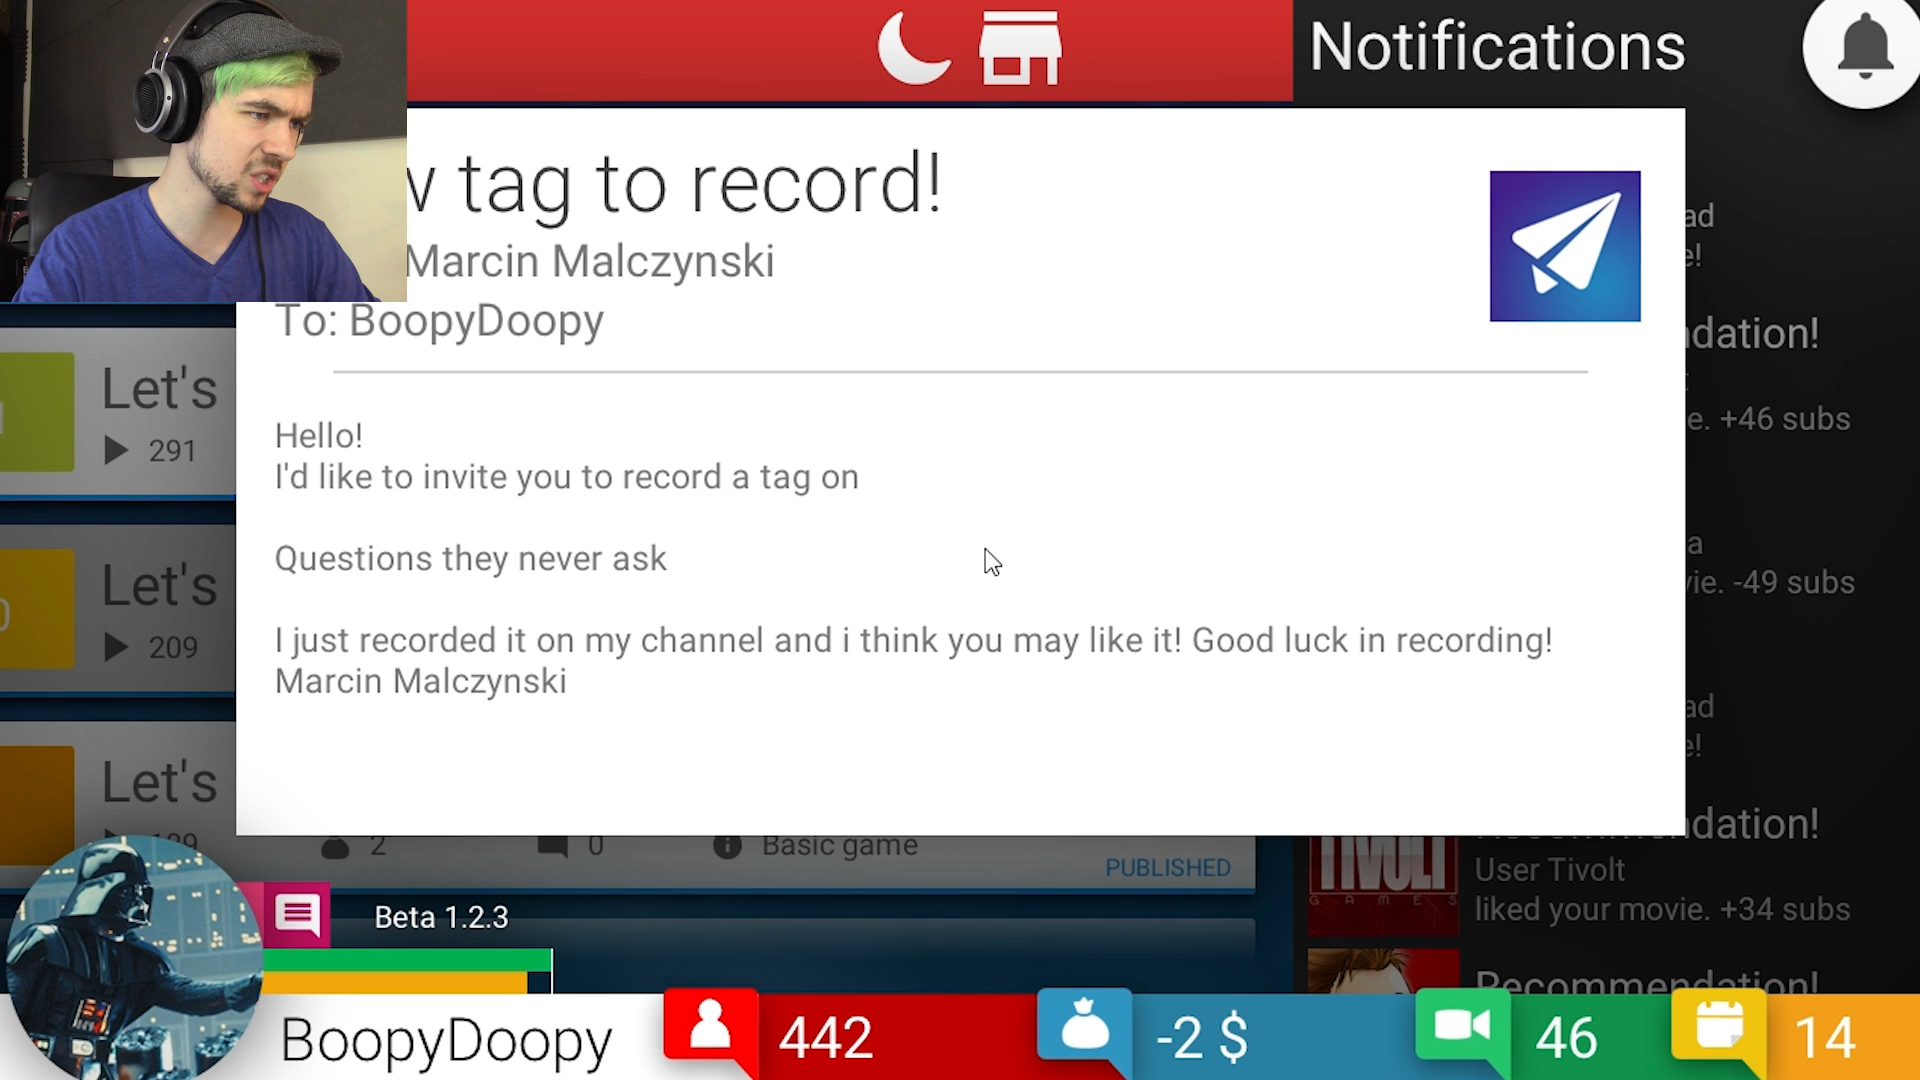 Notifications
tag to record!
Marcin Malczynski
To: BoopyDoopy
Hello!
I'd like to invite you to record a tag on
Questions they never ask
I just recorded it on my channel and i think you may like it! Good luck in recording!
Marcin Malczynski
Let's
291
Let's
209
Let's
2
0
Basic game
PUBLISHED
+46 subs
-49 subs
User Tivolt
liked your movie. +34 subs
TIVOLT
GAMES
Recommendation!
Beta 1.2.3
BoopyDoopy
442
-2 $
46
14